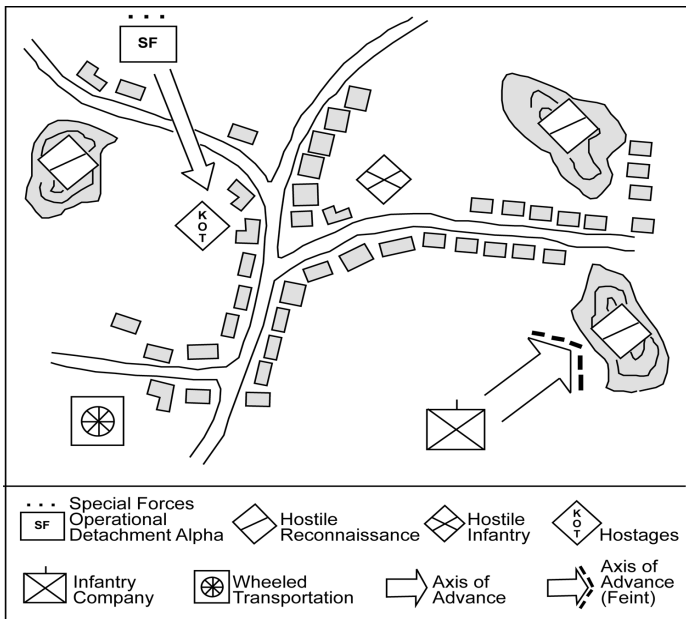 SF
K
O
T
Special Forces
Operational
Detachment Alpha
SF
Hostile
Reconnaissance
Hostile
Infantry
K
O
T
Hostages
Infantry
Company
Wheeled
Transportation
Axis of
Advance
Axis of
Advance
(Feint)